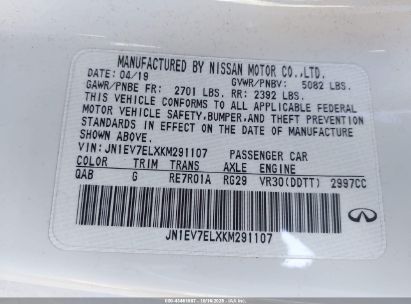 MANUFACTURED BY NISSAN MOTOR CO.,LTD.
DATE: 04/19 GVWR/PNBV: 5082 LBS.
GAWR/PNBE FR: 2701 LBS. RR: 2392 LBS.
THIS VEHICLE CONFORMS TO ALL APPLICABLE FEDERAL
MOTOR VEHICLE SAFETY, BUMPER, AND THEFT PREVENTION
STANDARDS IN EFFECT ON THE DATE OF MANUFACTURE
SHOWN ABOVE.
VIN: JN1EV7ELXKM291107 PASSENGER CAR
COLOR TRIM TRANS AXLE ENGINE
QAB G RE7R01A RG29 VR30(DDTT) 2997CC
JN1EV7ELXKM291107